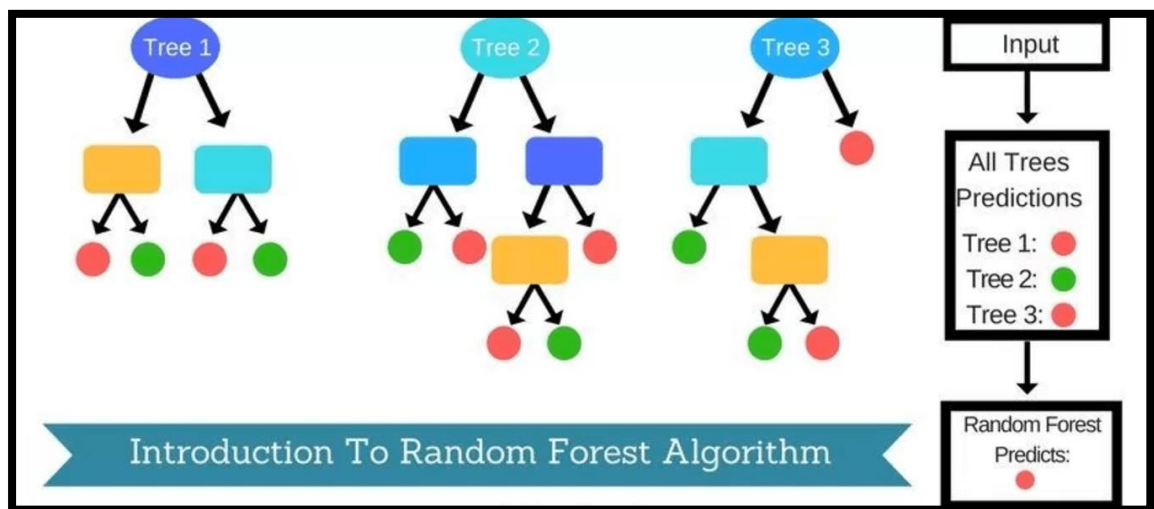 Tree 1
Tree 2
Tree 3
Input
All Trees
Predictions
Tree 1:
Tree 2:
Tree 3:
Random Forest
Predicts:
Introduction To Random Forest Algorithm